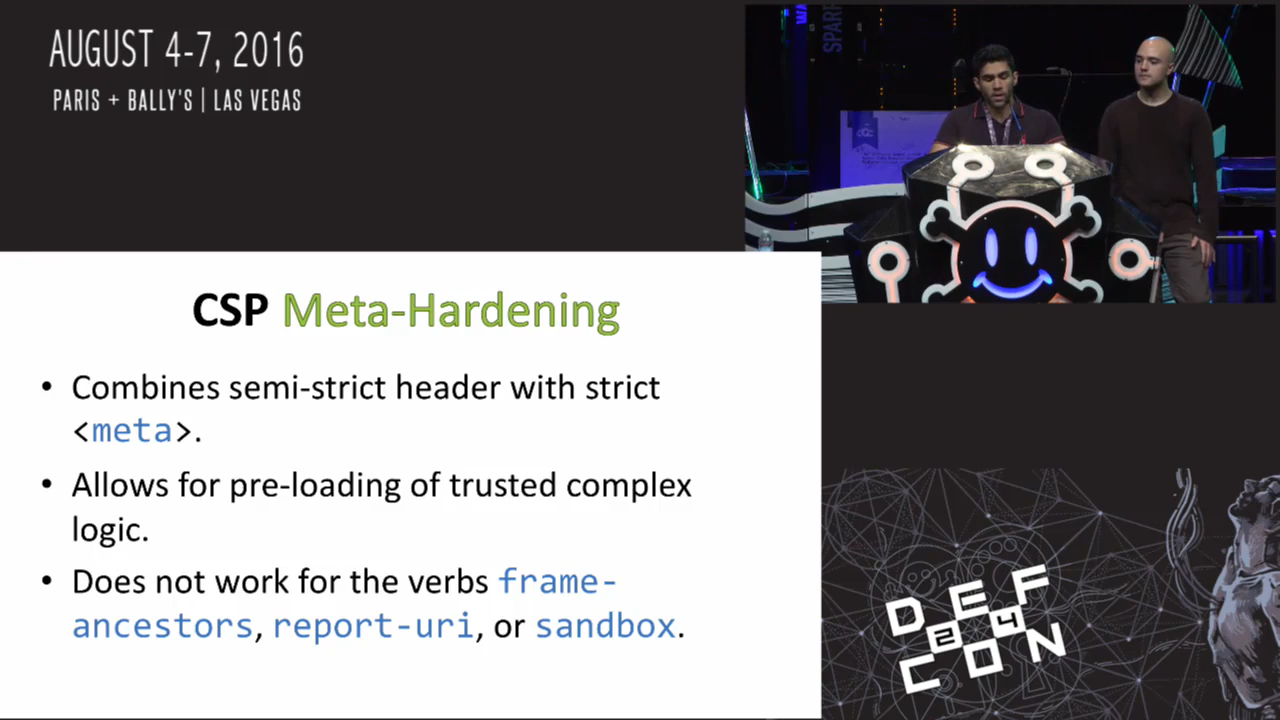 AUGUST 4-7, 2016
PARIS + BALLY'S | LAS VEGAS
CSP Meta-Hardening
• Combines semi-strict header with strict
<meta>.
• Allows for pre-loading of trusted complex
logic.
• Does not work for the verbs frame-
ancestors, report-uri, or sandbox.
DEF
24
CON